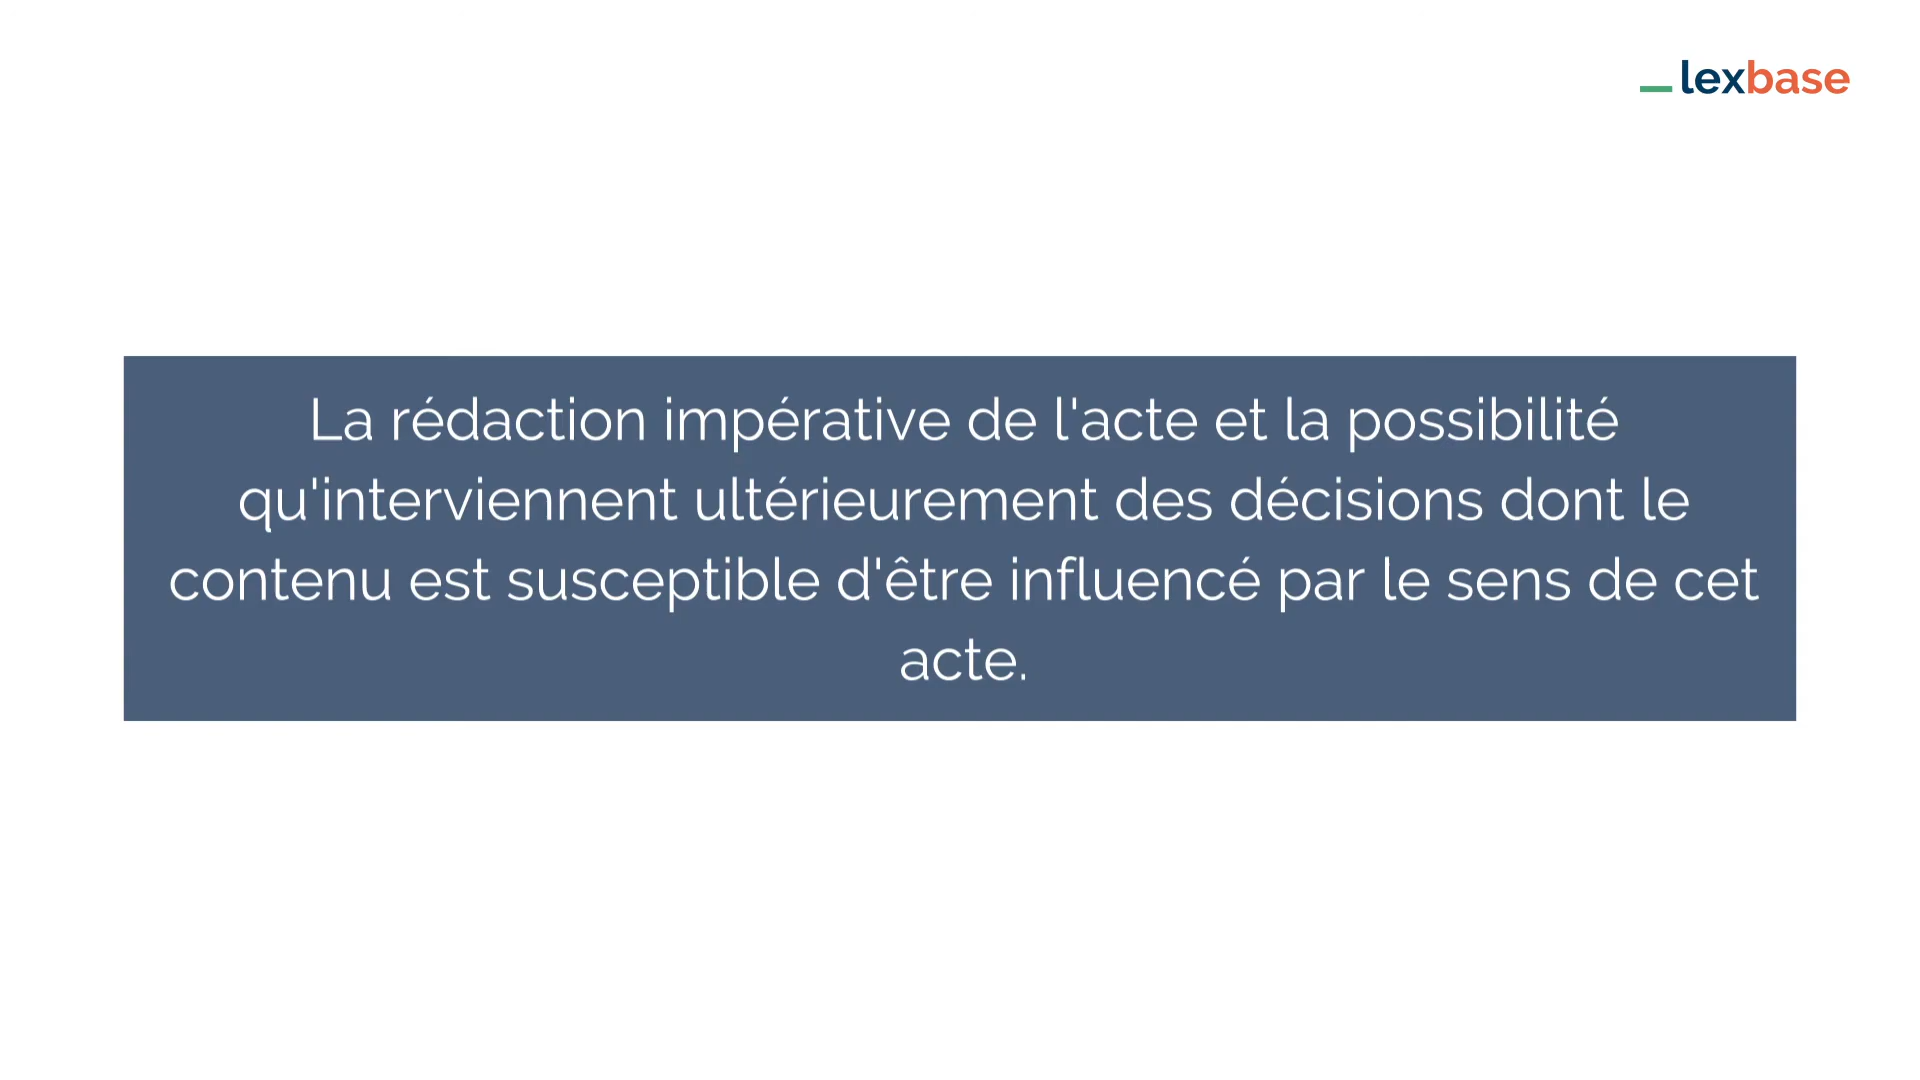 lexbase
La rédaction impérative de l'acte et la possibilité
qu'interviennent ultérieurement des décisions dont le
contenu est susceptible d'être influencé par le sens de cet
acte.